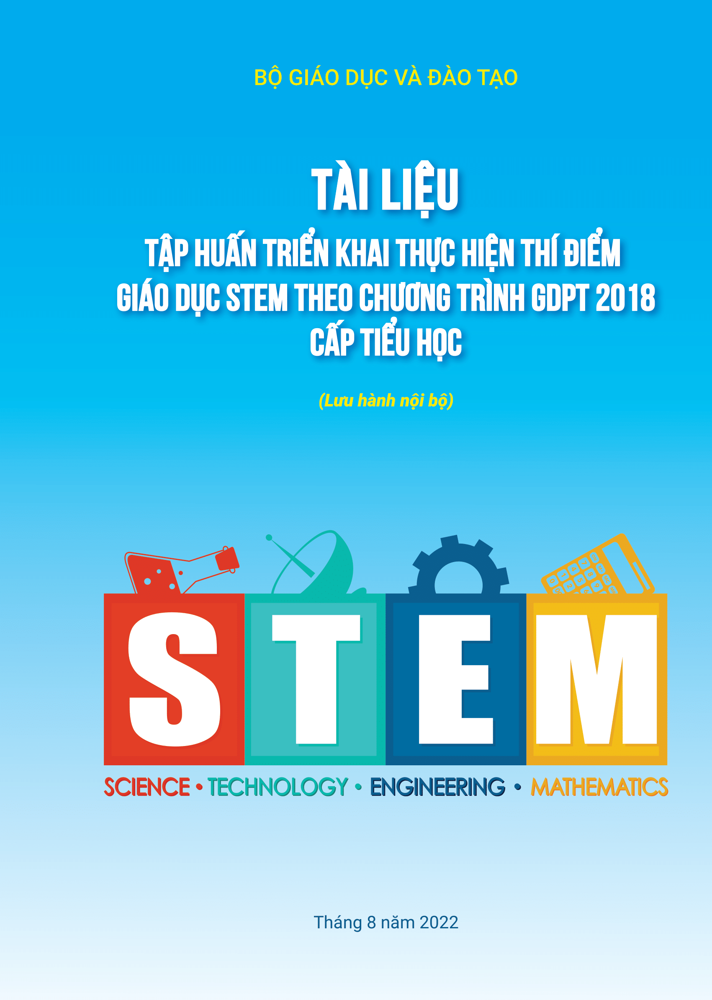 BỘ GIÁO DỤC VÀ ĐÀO TẠO
TÀI LIỆU
TẬP HUẤN TRIỂN KHAI THỰC HIỆN THÍ ĐIỂM
GIÁO DỤC STEM THEO CHƯƠNG TRÌNH GDPT 2018
CẤP TIỂU HỌC
(Lưu hành nội bộ)
STEM
SCIENCE • TECHNOLOGY • ENGINEERING • MATHEMATICS
Tháng 8 năm 2022